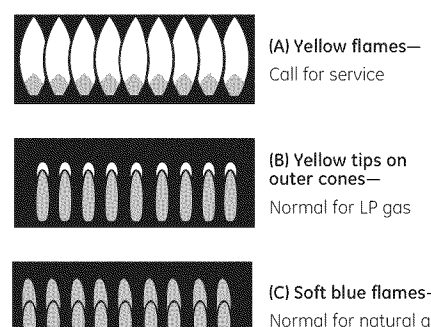 (A) Yellow flames—
Call for service
(B) Yellow tips on
outer cones—
Normal for LP gas
(C) Soft blue flames-
Normal for natural